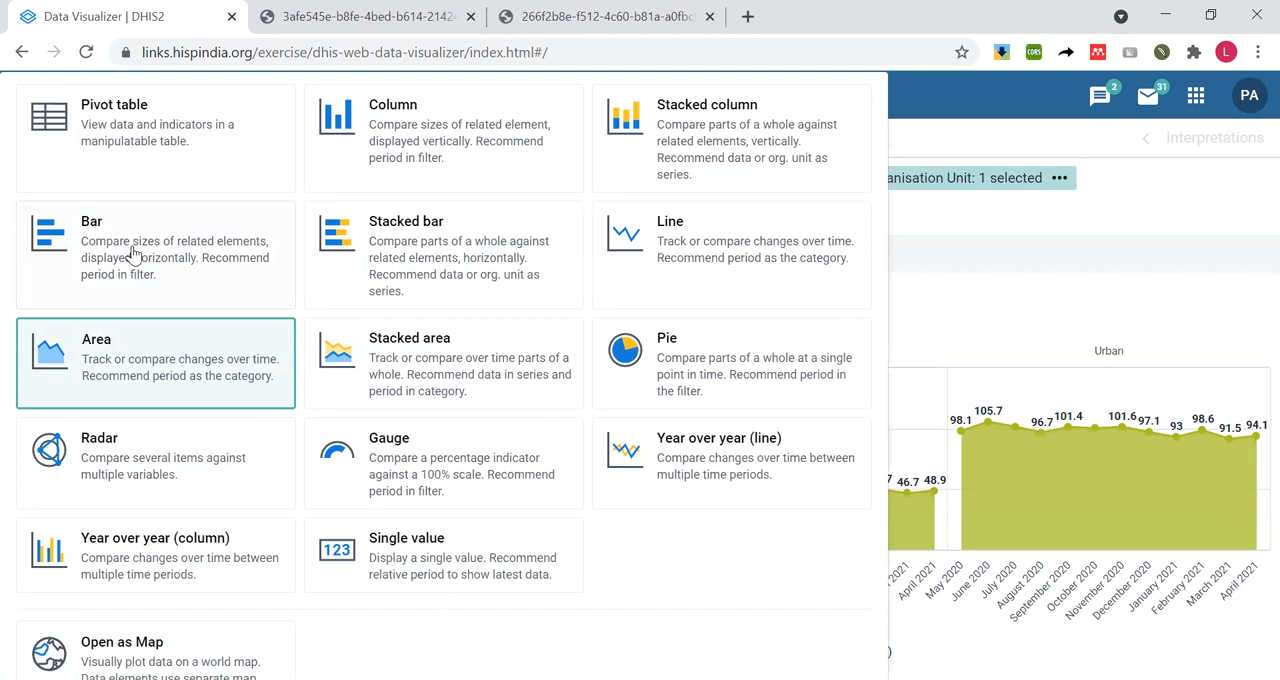 Data Visualizer | DHIS2
3afe545e-b8fe-4bed-b614-2142
266f2b8e-f512-4c60-b81a-a0fbc
links.hispindia.org/exercise/dhis-web-data-visualizer/index.html#/
CORS
L
2
31
PA
Interpretations
anisation Unit: 1 selected
Pivot table
View data and indicators in a
manipulatable table.
Column
Compare sizes of related element,
displayed vertically. Recommend
period in filter.
Stacked column
Compare parts of a whole against
related elements, vertically.
Recommend data or org. unit as
series.
Bar
Compare sizes of related elements,
displayed horizontally. Recommend
period in filter.
Stacked bar
Compare parts of a whole against
related elements, horizontally.
Recommend data or org. unit as
series.
Line
Track or compare changes over time.
Recommend period as the category.
Area
Track or compare changes over time.
Recommend period as the category.
Stacked area
Track or compare over time parts of a
whole. Recommend data in series and
period in category.
Pie
Compare parts of a whole at a single
point in time. Recommend period in
the filter.
Radar
Compare several items against
multiple variables.
Gauge
Compare a percentage indicator
against a 100% scale. Recommend
period in filter.
Year over year (line)
Compare changes over time between
multiple time periods.
Year over year (column)
Compare changes over time between
multiple time periods.
123
Single value
Display a single value. Recommend
relative period to show latest data.
Open as Map
Visually plot data on a world map.
Data elements use separate map
Urban
7 46.7 48.9
98.1 105.7 96.7 101.4 101.6 97.1 93 98.6 91.5 94.1
2021
April 2021
May 2020
June 2020
July 2020
August 2020
September 2020
October 2020
November 2020
December 2020
January 2021
February 2021
March 2021
April 2021
)